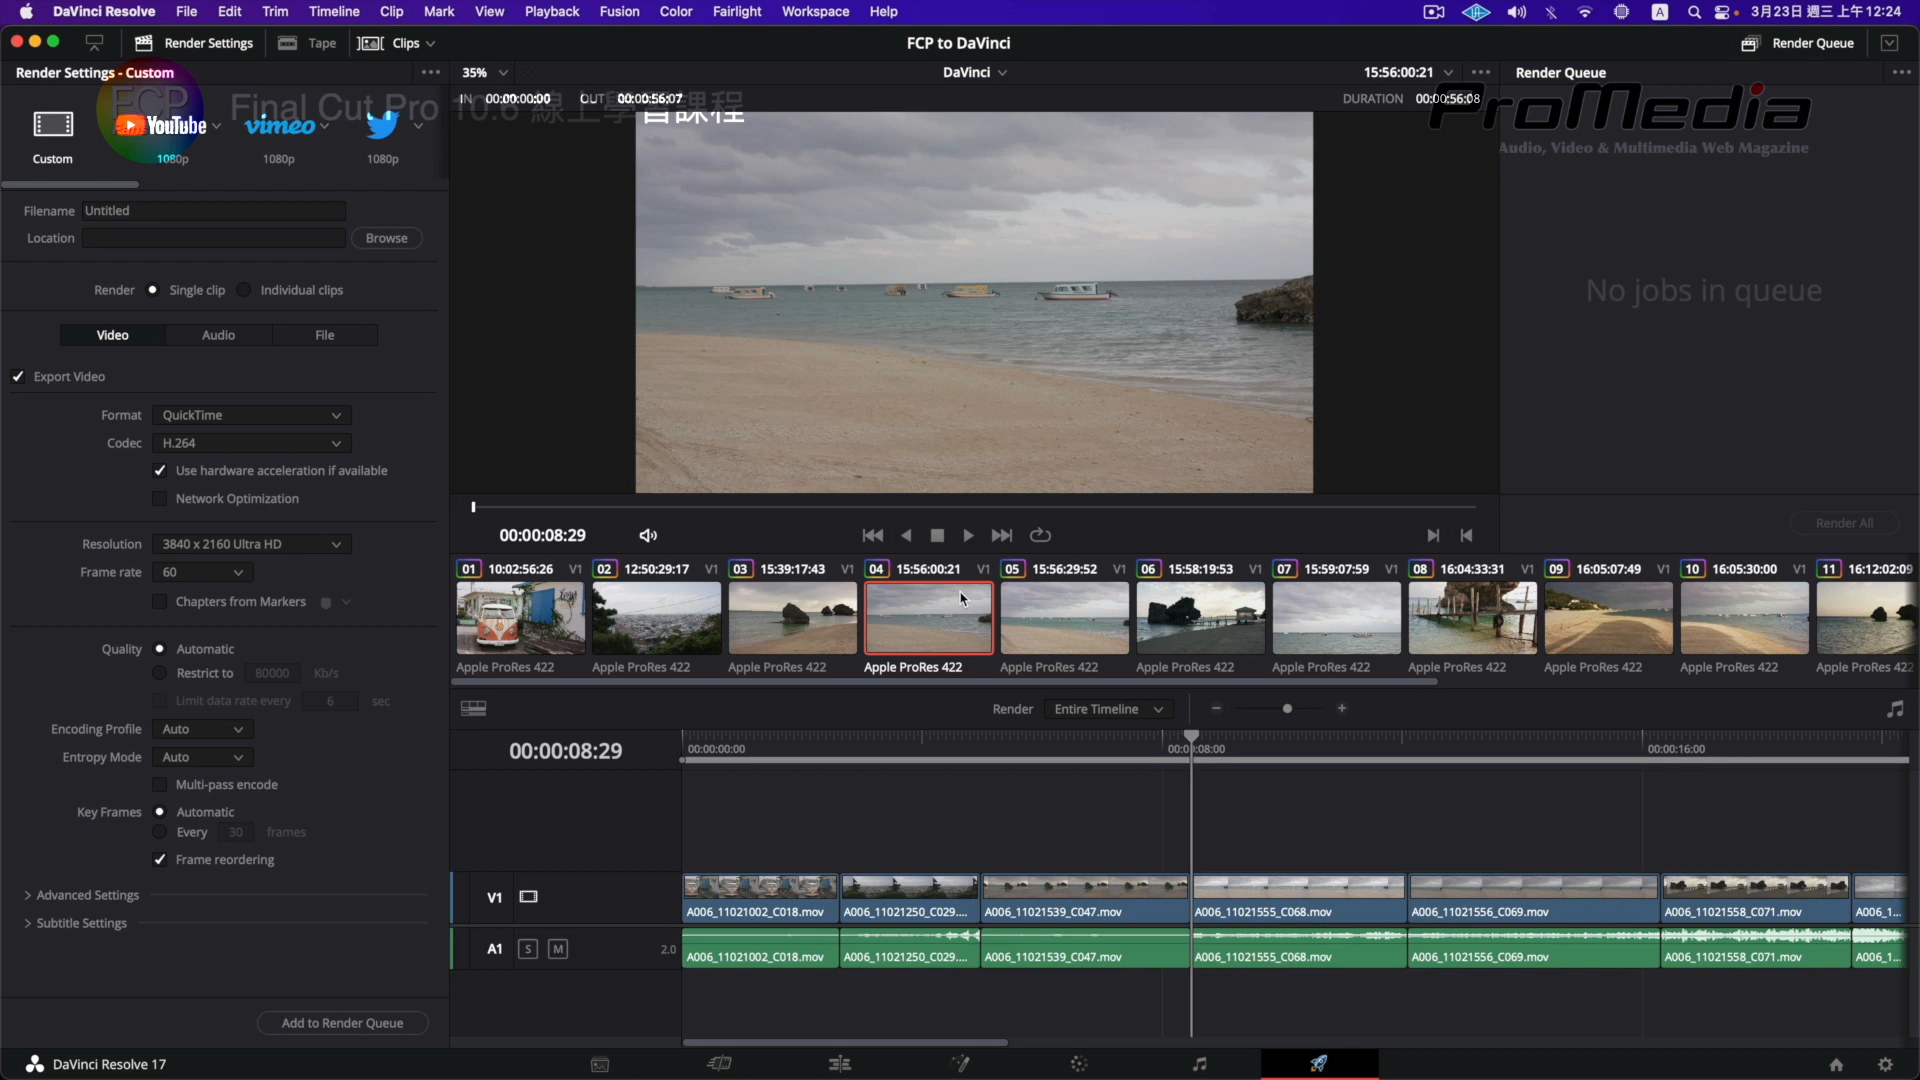 DaVinci Resolve File Edit Trim Timeline Clip Mark View Playback Fusion Color Fairlight Workspace Help
A 3月23日 週三 上午12:24
Render Settings Tape Clips FCP to DaVinci Render Queue
Render Settings - Custom 35% DaVinci 15:56:00:21 Render Queue
FCP Final Cut Pro 10.6 線上學習課程
IN 00:00:00:00 OUT 00:00:56:07 DURATION 00:00:56:08
ProMedia
Audio, Video & Multimedia Web Magazine
YouTube vimeo
Custom 1080p 1080p 1080p
Filename Untitled
Location Browse
Render Single clip Individual clips
No jobs in queue
Video Audio File
Export Video
Format QuickTime
Codec H.264
Use hardware acceleration if available
Network Optimization
Render All
00:00:08:29
Resolution 3840 x 2160 Ultra HD
Frame rate 60
Chapters from Markers
01 10:02:56:26 V1 02 12:50:29:17 V1 03 15:39:17:43 V1 04 15:56:00:21 V1 05 15:56:29:52 V1 06 15:58:19:53 V1 07 15:59:07:59 V1 08 16:04:33:31 V1 09 16:05:07:49 V1 10 16:05:30:00 V1 11 16:12:02:09
Apple ProRes 422 Apple ProRes 422 Apple ProRes 422 Apple ProRes 422 Apple ProRes 422 Apple ProRes 422 Apple ProRes 422 Apple ProRes 422 Apple ProRes 422 Apple ProRes 422 Apple ProRes 422
Quality Automatic
Restrict to 80000 Kb/s
Limit data rate every 6 sec
Encoding Profile Auto
Entropy Mode Auto
Multi-pass encode
Key Frames Automatic
Every 30 frames
Frame reordering
Advanced Settings
Subtitle Settings
Add to Render Queue
Render Entire Timeline
00:00:08:29 00:00:00:00 00:00:08:00 00:00:16:00
V1 A006_11021002_C018.mov A006_11021250_C029.... A006_11021539_C047.mov A006_11021555_C068.mov A006_11021556_C069.mov A006_11021558_C071.mov A006_1...
A1 S M 2.0 A006_11021002_C018.mov A006_11021250_C029.... A006_11021539_C047.mov A006_11021555_C068.mov A006_11021556_C069.mov A006_11021558_C071.mov A006_1...
DaVinci Resolve 17